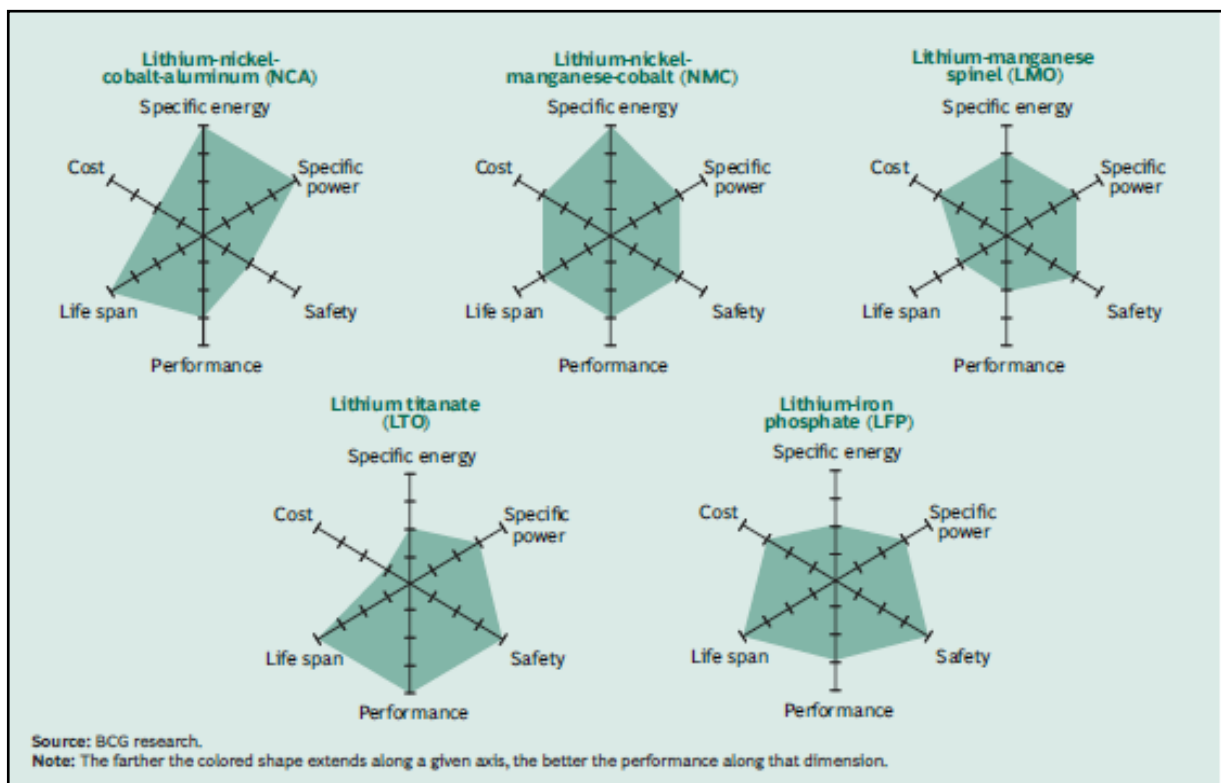 Lithium-nickel-
cobalt-aluminum (NCA)
Specific energy
Cost
Specific
power
Life span
Safety
Performance
Lithium-nickel-
manganese-cobalt (NMC)
Specific energy
Cost
Specific
power
Life span
Safety
Performance
Lithium-manganese
spinel (LMO)
Specific energy
Cost
Specific
power
Life span
Safety
Performance
Lithium titanate
(LTO)
Specific energy
Cost
Specific
power
Life span
Safety
Performance
Lithium-iron
phosphate (LFP)
Specific energy
Cost
Specific
power
Life span
Safety
Performance
Source: BCG research.
Note: The farther the colored shape extends along a given axis, the better the performance along that dimension.